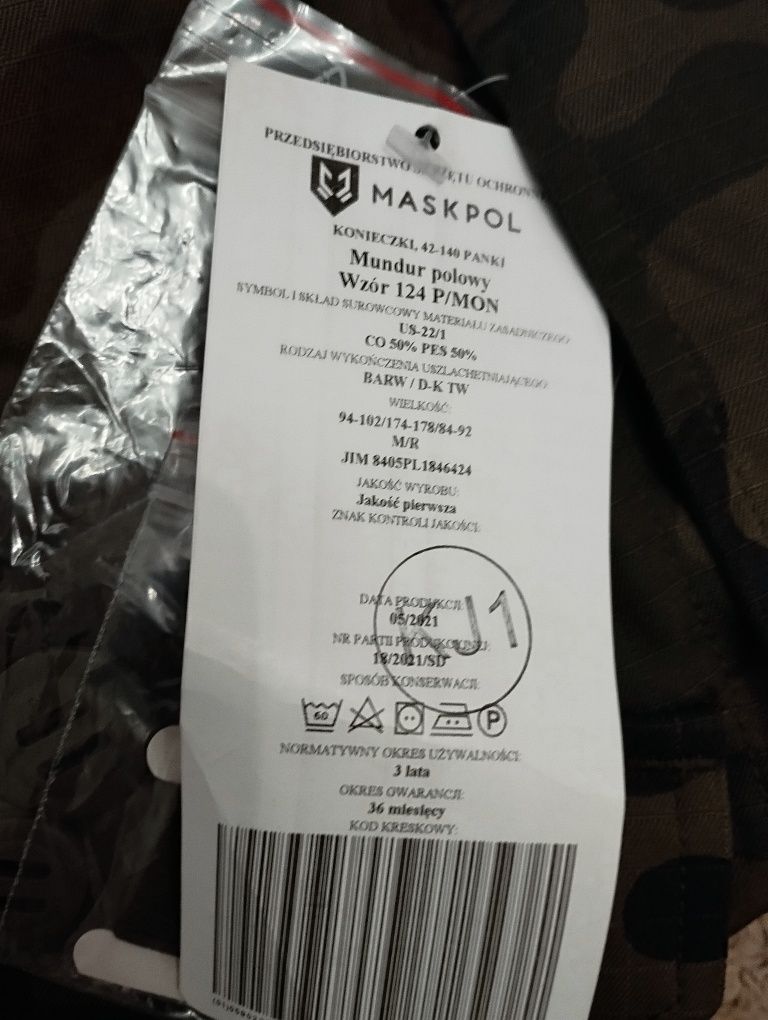 PRZEDSIĘBIORSTWO SPRZĘTU OCHRONN
MASKPOL
KONIECZKI, 42-140 PANKI
Mundur polowy
Wzór 124 P/MON
SYMBOL I SKŁAD SUROWCOWY MATERIAŁU ZASADNICZEGO:
US-22/1
CO 50% PES 50%
RODZAJ WYKOŃCZENIA USZLACHETNIAJĄCEGO:
BARW / D-K TW
WIELKOŚĆ:
94-102/174-178/84-92
M/R
JIM 8405PL1846424
JAKOŚĆ WYROBU:
Jakość pierwsza
ZNAK KONTROLI JAKOŚCI:
KJ1
DATA PRODUKCJI:
05/2021
NR PARTII PRODUKCYJNEJ:
18/2021/SD
SPOSÓB KONSERWACJI:
60 P
NORMATYWNY OKRES UŻYWALNOŚCI:
3 lata
OKRES GWARANCJI:
36 miesięcy
KOD KRESKOWY: